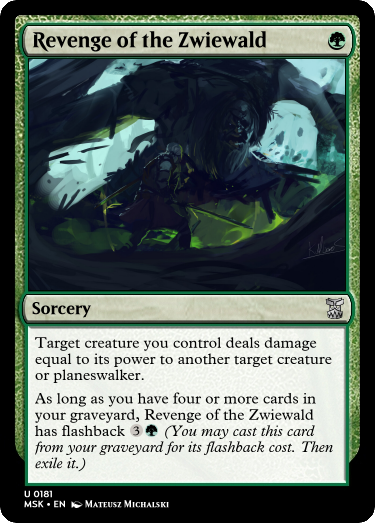 Revenge of the Zwiewald
Sorcery
Target creature you control deals damage
equal to its power to another target creature
or planeswalker.
As long as you have four or more cards in
your graveyard, Revenge of the Zwiewald
has flashback 3 (You may cast this card
from your graveyard for its flashback cost. Then
exile it.)
U 0181
MSK • EN Mateusz Michalski